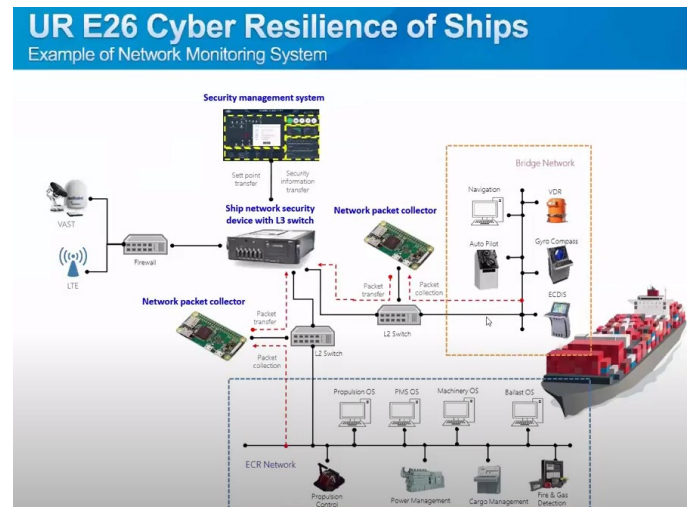 UR E26 Cyber Resilience of Ships
Example of Network Monitoring System
Security management system
Sett point
transfer
Security
information
transfer
Ship network security
device with L3 switch
Network packet collector
Bridge Network
Navigation
VDR
Auto Pilot
Gyro Compass
ECDIS
VAST
LTE
Firewall
Packet
transfer
Packet
collection
L2 Switch
Network packet collector
Packet
transfer
Packet
collection
L2 Switch
Propulsion OS
PMS OS
Machinery OS
Ballast OS
ECR Network
Propulsion
Control
Power Management
Cargo Management
Fire & Gas
Detection